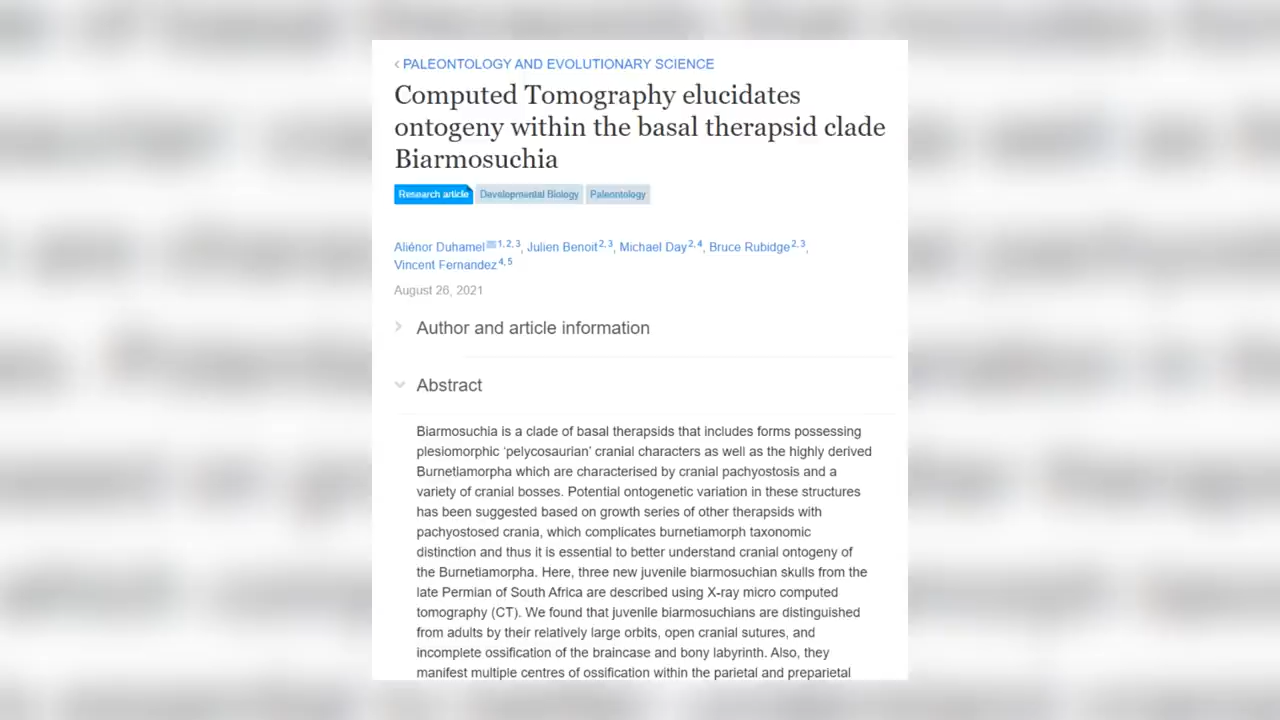 ‹ PALEONTOLOGY AND EVOLUTIONARY SCIENCE
Computed Tomography elucidates
ontogeny within the basal therapsid clade
Biarmosuchia
Research article Developmental Biology Paleontology
Aliénor Duhamel 1, 2, 3, Julien Benoit 2, 3, Michael Day 2, 4, Bruce Rubidge 2, 3,
Vincent Fernandez 4, 5
August 26, 2021
Author and article information
Abstract
Biarmosuchia is a clade of basal therapsids that includes forms possessing
plesiomorphic ‘pelycosaurian’ cranial characters as well as the highly derived
Burnetiamorpha which are characterised by cranial pachyostosis and a
variety of cranial bosses. Potential ontogenetic variation in these structures
has been suggested based on growth series of other therapsids with
pachyostosed crania, which complicates burnetiamorph taxonomic
distinction and thus it is essential to better understand cranial ontogeny of
the Burnetiamorpha. Here, three new juvenile biarmosuchian skulls from the
late Permian of South Africa are described using X-ray micro computed
tomography (CT). We found that juvenile biarmosuchians are distinguished
from adults by their relatively large orbits, open cranial sutures, and
incomplete ossification of the braincase and bony labyrinth. Also, they
manifest multiple centres of ossification within the parietal and preparietal